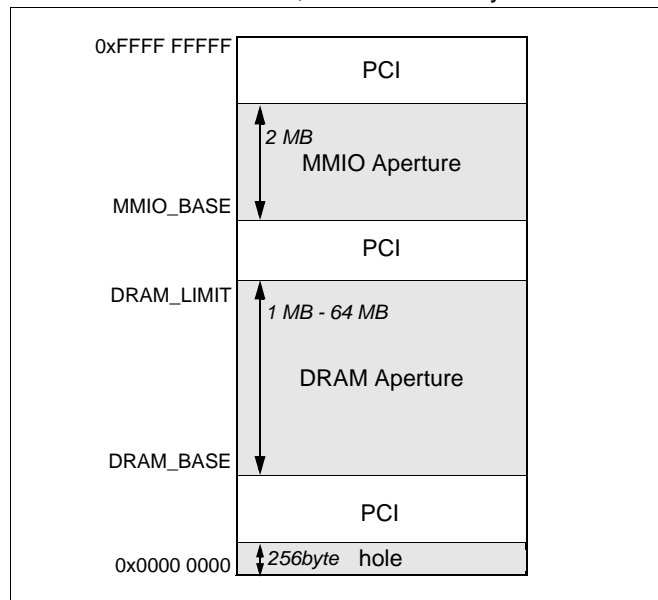 0xFFFF FFFFF
PCI
2 MB
MMIO Aperture
MMIO_BASE
PCI
DRAM_LIMIT
1 MB - 64 MB
DRAM Aperture
DRAM_BASE
PCI
0x0000 0000
256byte hole